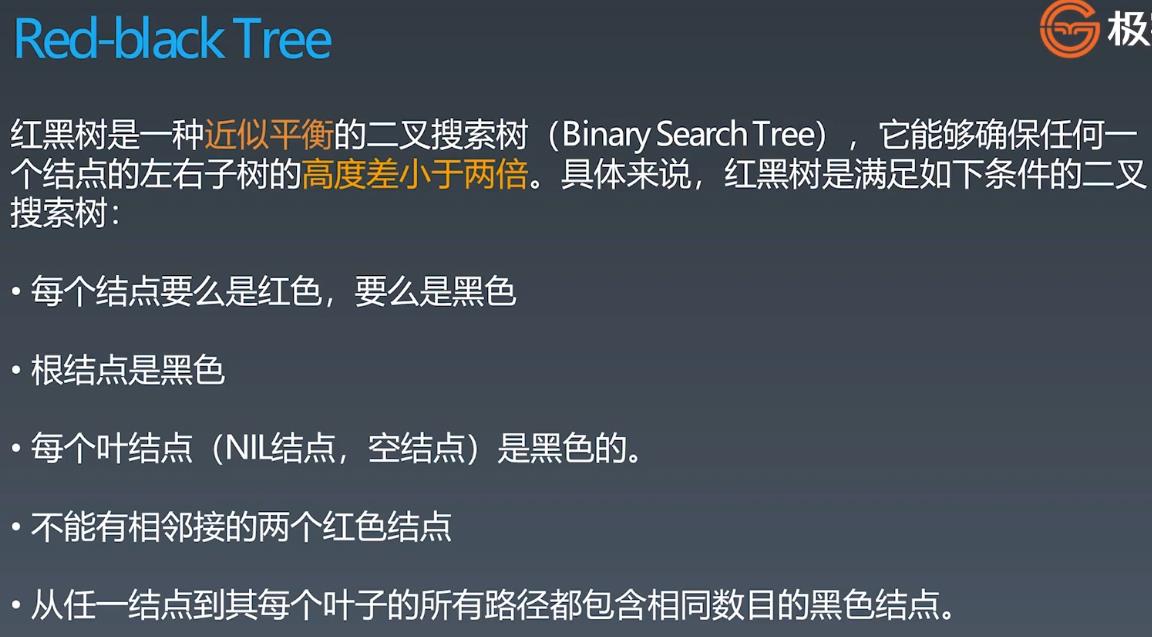 Red-black Tree
极
红黑树是一种近似平衡的二叉搜索树（Binary Search Tree），它能够确保任何一
个结点的左右子树的高度差小于两倍。具体来说，红黑树是满足如下条件的二叉
搜索树：
• 每个结点要么是红色，要么是黑色
• 根结点是黑色
• 每个叶结点（NIL结点，空结点）是黑色的。
• 不能有相邻接的两个红色结点
• 从任一结点到其每个叶子的所有路径都包含相同数目的黑色结点。